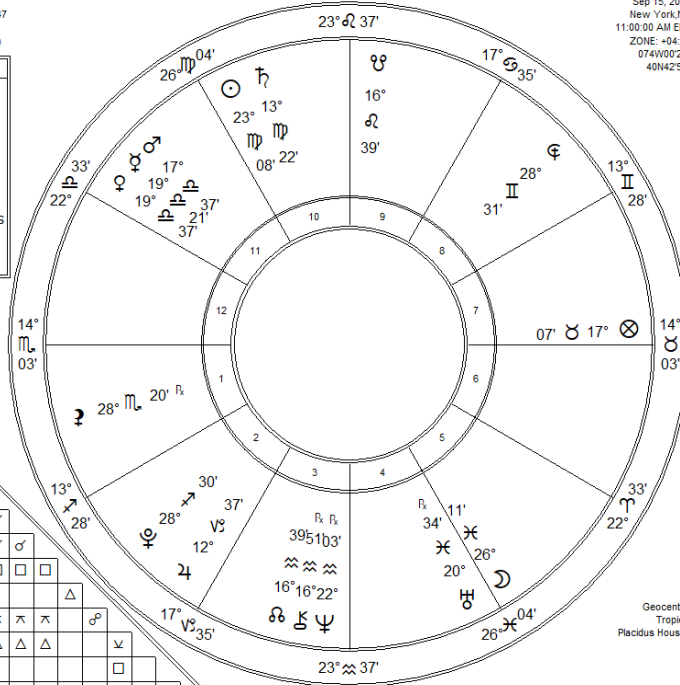 47
Sep 15, 20
New York,
11:00:00 AM E
ZONE: +04:
074W00'2
40N42'5
23° ♌ 37'
26° ♍ 04'
17° ♋ 35'
☉ 23° ♍ 08'
♄ 13° ♍ 22'
☋ 16° ♌ 39'
♂ 17° ♎ 37'
☿ 19° ♎ 21'
♀ 19° ♎ 37'
28° ♊ 31'
22° ♎ 33'
13° ♊ 28'
10
9
11
8
12
7
1
6
2
5
3
4
14° ♏ 03'
07' ♉ 17° ⊗
14° ♉ 03'
⚳ 28° ♏ 20' ℞
13° ♐ 28'
22° ♈ 33'
♇ 28° ♐ 30'
♃ 12° ♑ 37'
☊ 16° ♒ 39'
⚷ 16° ♒ 51' ℞
♆ 22° ♒ 03' ℞
♅ 20° ♓ 34' ℞
☽ 26° ♓ 11'
17° ♑ 35'
26° ♓ 04'
23° ♒ 37'
Geocent
Tropi
Placidus Hous